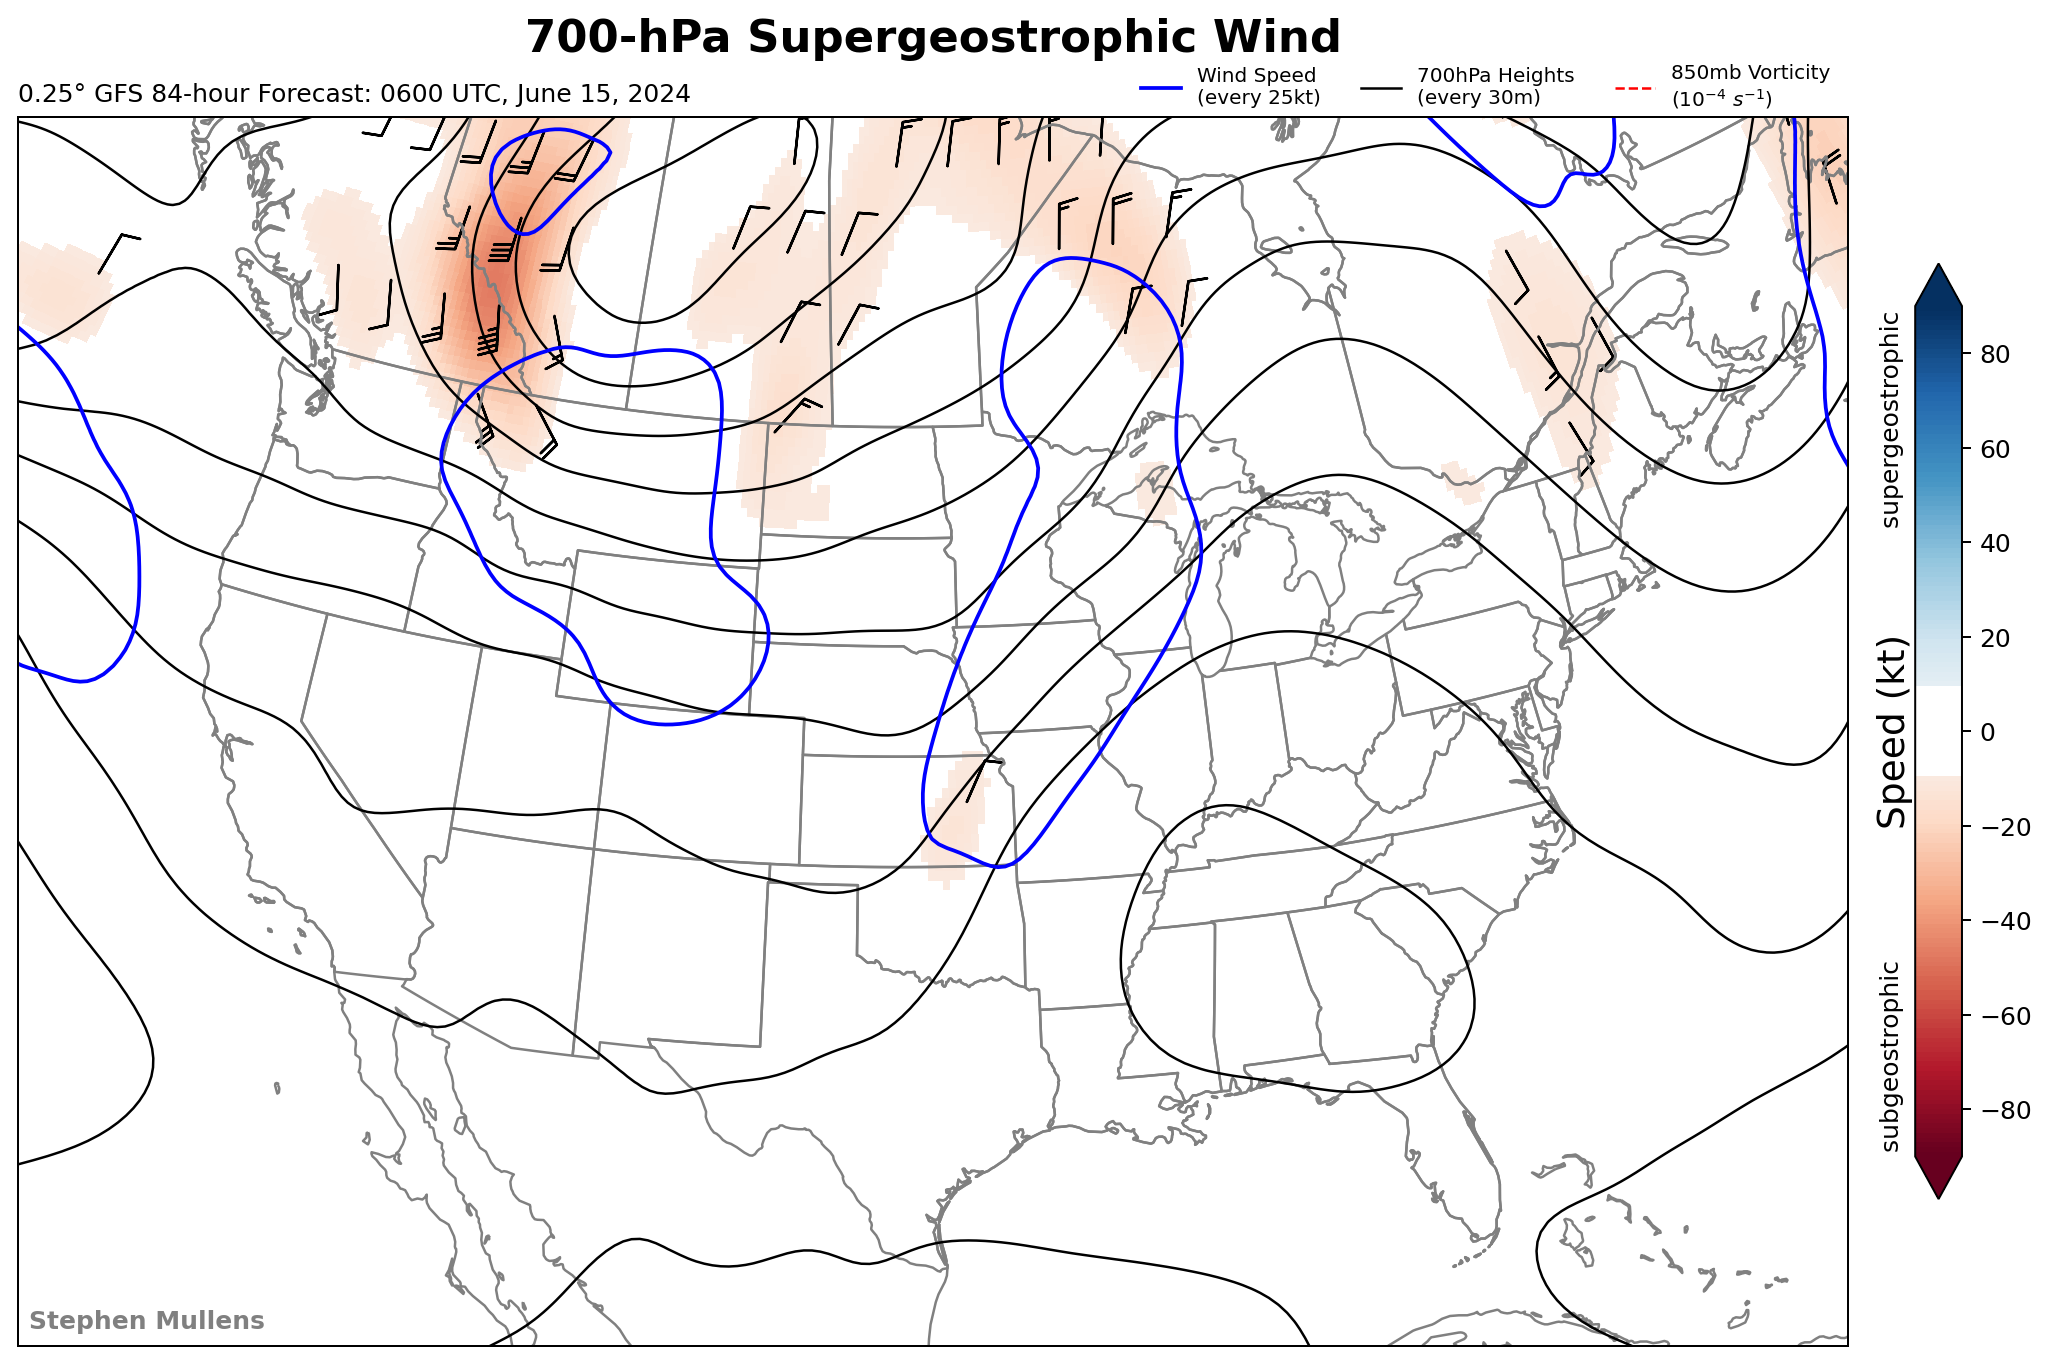 700-hPa Supergeostrophic Wind
0.25° GFS 84-hour Forecast: 0600 UTC, June 15, 2024
Wind Speed
(every 25kt)
700hPa Heights
(every 30m)
850mb Vorticity
(10⁻⁴ s⁻¹)
supergeostrophic
subgeostrophic
Speed (kt)
80
60
40
20
0
−20
−40
−60
−80
Stephen Mullens